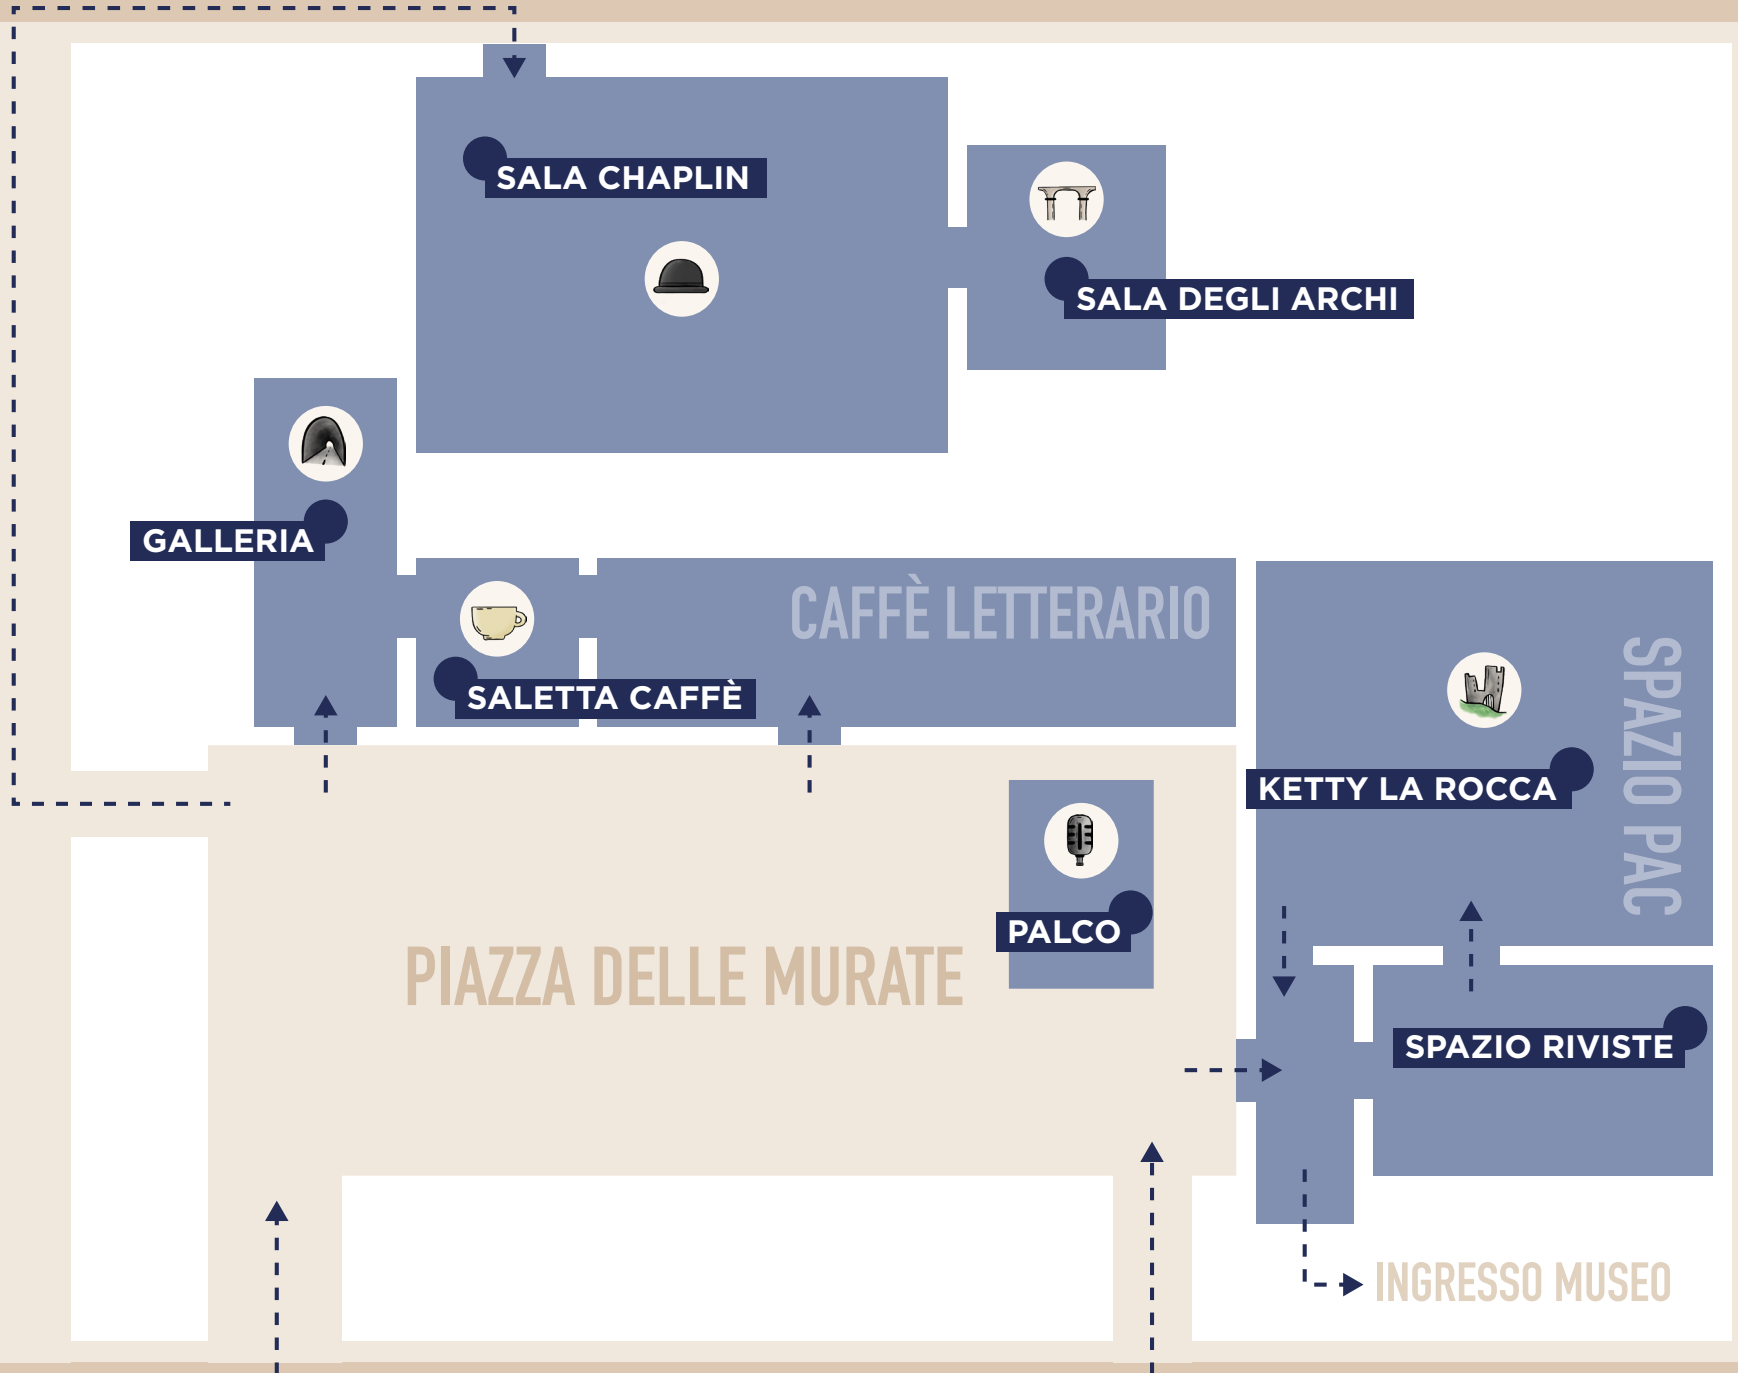 SALA CHAPLIN
SALA DEGLI ARCHI
GALLERIA
CAFFÈ LETTERARIO
SALETTA CAFFÈ
SPAZIO PAC
KETTY LA ROCCA
PALCO
PIAZZA DELLE MURATE
SPAZIO RIVISTE
INGRESSO MUSEO